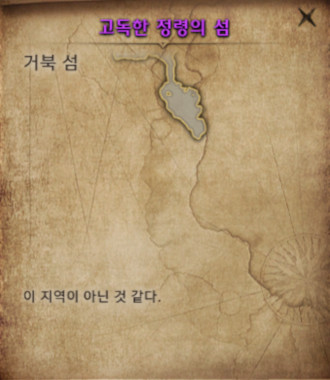 고독한 정령의 섬
거북 섬
이 지역이 아닌 것 같다.